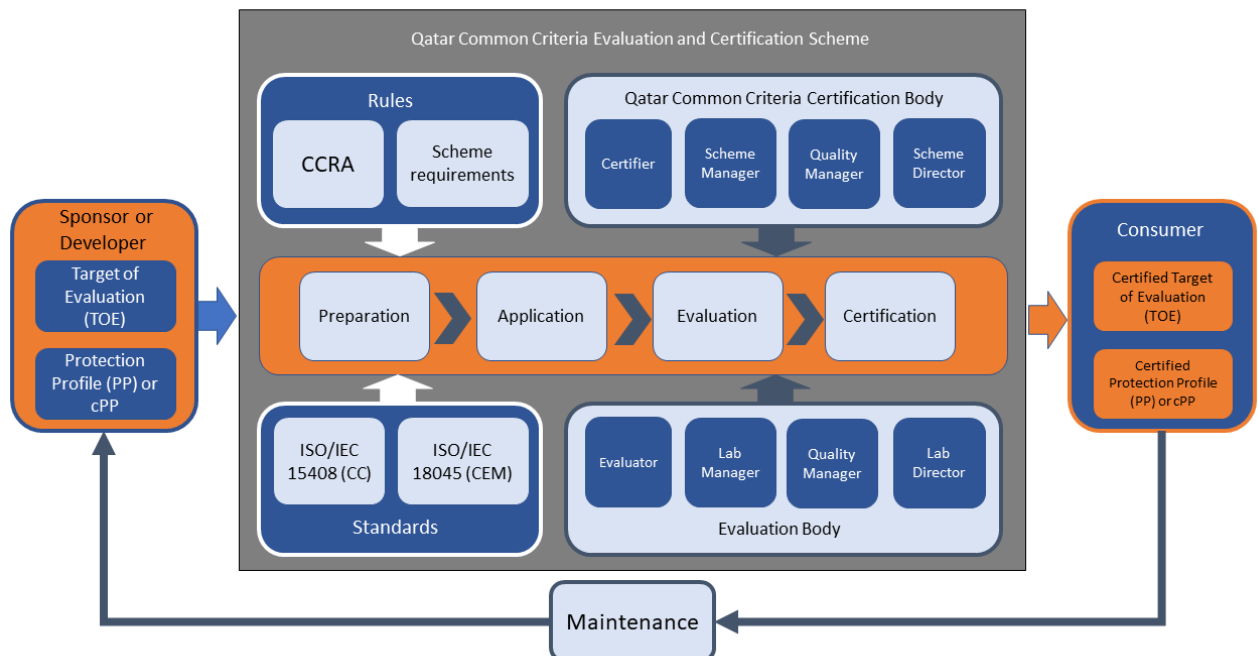 Qatar Common Criteria Evaluation and Certification Scheme
Rules
CCRA
Scheme
requirements
Qatar Common Criteria Certification Body
Certifier
Scheme
Manager
Quality
Manager
Scheme
Director
Sponsor or
Developer
Target of
Evaluation
(TOE)
Protection
Profile (PP) or
cPP
Preparation
Application
Evaluation
Certification
Consumer
Certified Target
of Evaluation
(TOE)
Certified
Protection Profile
(PP) or cPP
ISO/IEC
15408 (CC)
ISO/IEC
18045 (CEM)
Standards
Evaluator
Lab
Manager
Quality
Manager
Lab
Director
Evaluation Body
Maintenance